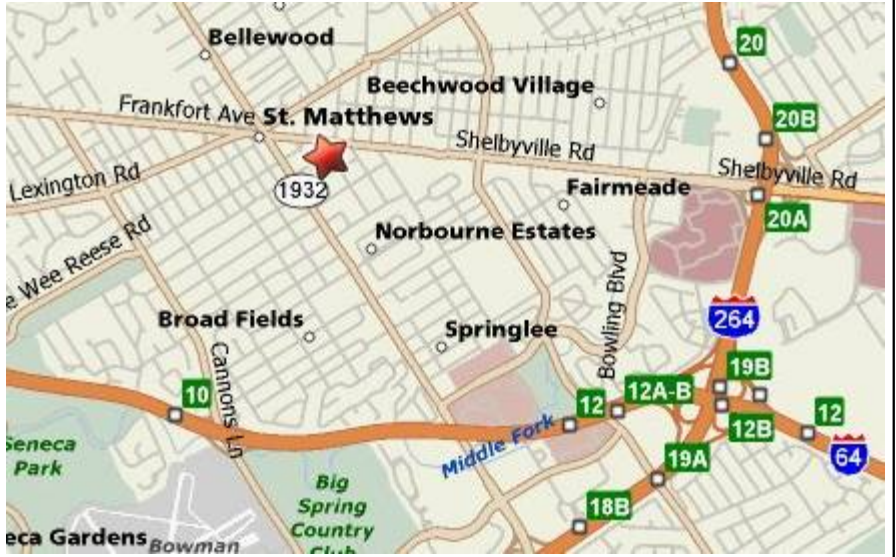 Bellewood
20
Beechwood Village
Frankfort Ave
St. Matthews
20B
Shelbyville Rd
Shelbyville Rd
Lexington Rd
1932
Fairmeade
20A
e Wee Reese Rd
Norbourne Estates
Bowling Blvd
264
Broad Fields
Springlee
Cannons Ln
19B
10
12
12A-B
12
12B
Middle Fork
64
Seneca
Park
19A
Big
Spring
Country
Club
18B
eca Gardens
Bowman